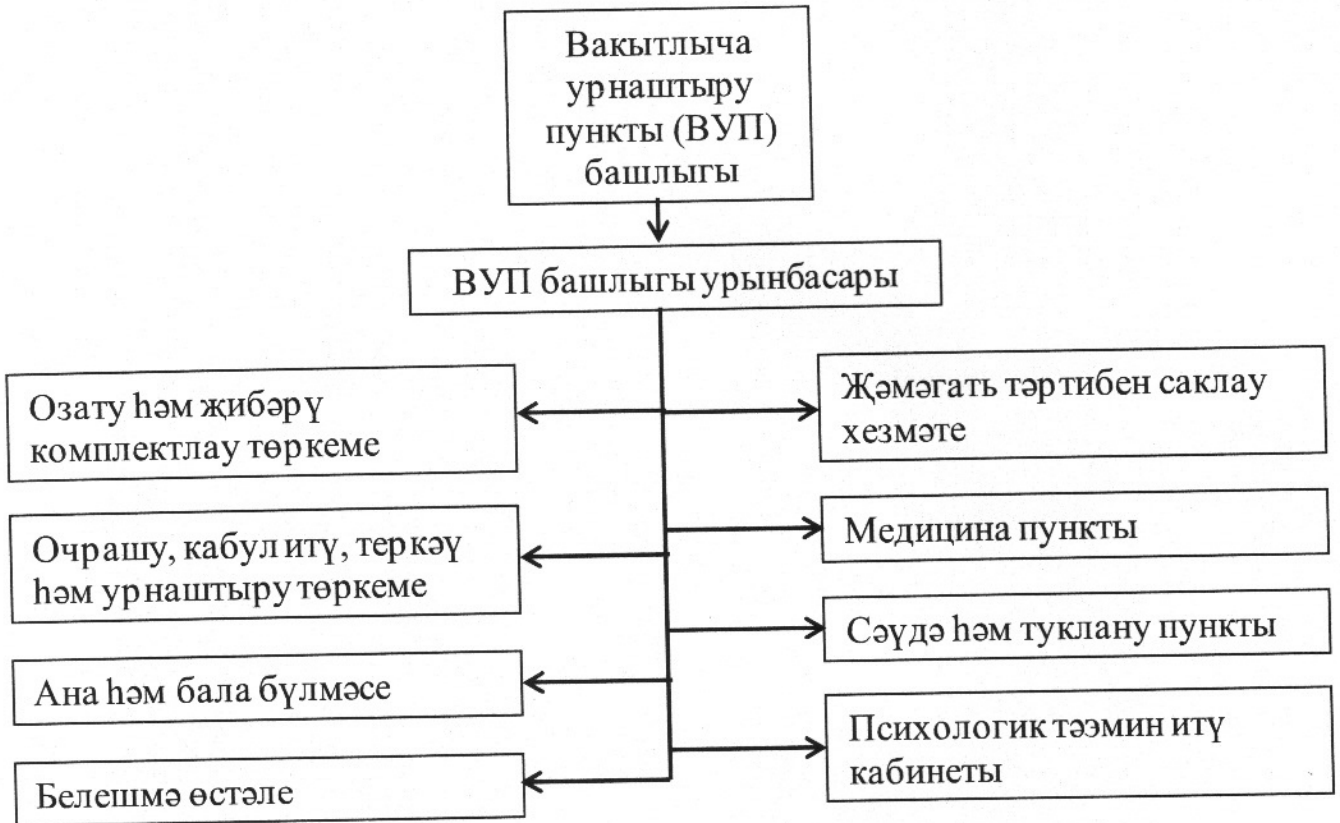 Вакытлыча
урнаштыру
пункты (ВУП)
башлыгы
ВУП башлыгы урынбасары
Озату һәм җибәрү
комплектлау төркеме
Очрашу, кабул итү, теркәү
һәм урнаштыру төркеме
Ана һәм бала бүлмәсе
Белешмә өстәле
Җәмәгать тәртибен саклау
хезмәте
Медицина пункты
Сәүдә һәм туклану пункты
Психологик тәэмин итү
кабинеты